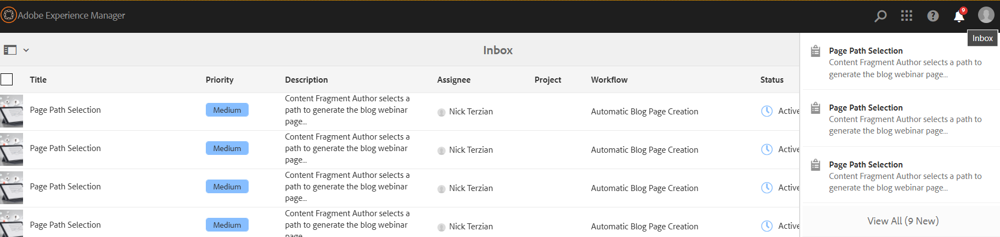 Adobe Experience Manager
9
Inbox
Inbox
Title Priority Description Assignee Project Workflow Status
Page Path Selection
Medium
Content Fragment Author selects a
path to generate the blog webinar
page...
Nick Terzian
Automatic Blog Page Creation
Active
Page Path Selection
Medium
Content Fragment Author selects a
path to generate the blog webinar
page...
Nick Terzian
Automatic Blog Page Creation
Active
Page Path Selection
Medium
Content Fragment Author selects a
path to generate the blog webinar
page...
Nick Terzian
Automatic Blog Page Creation
Active
Page Path Selection
Medium
Content Fragment Author selects a
path to generate the blog webinar
page...
Nick Terzian
Automatic Blog Page Creation
Active
Page Path Selection
Content Fragment Author selects a path to
generate the blog webinar page...
Page Path Selection
Content Fragment Author selects a path to
generate the blog webinar page...
Page Path Selection
Content Fragment Author selects a path to
generate the blog webinar page...
View All (9 New)